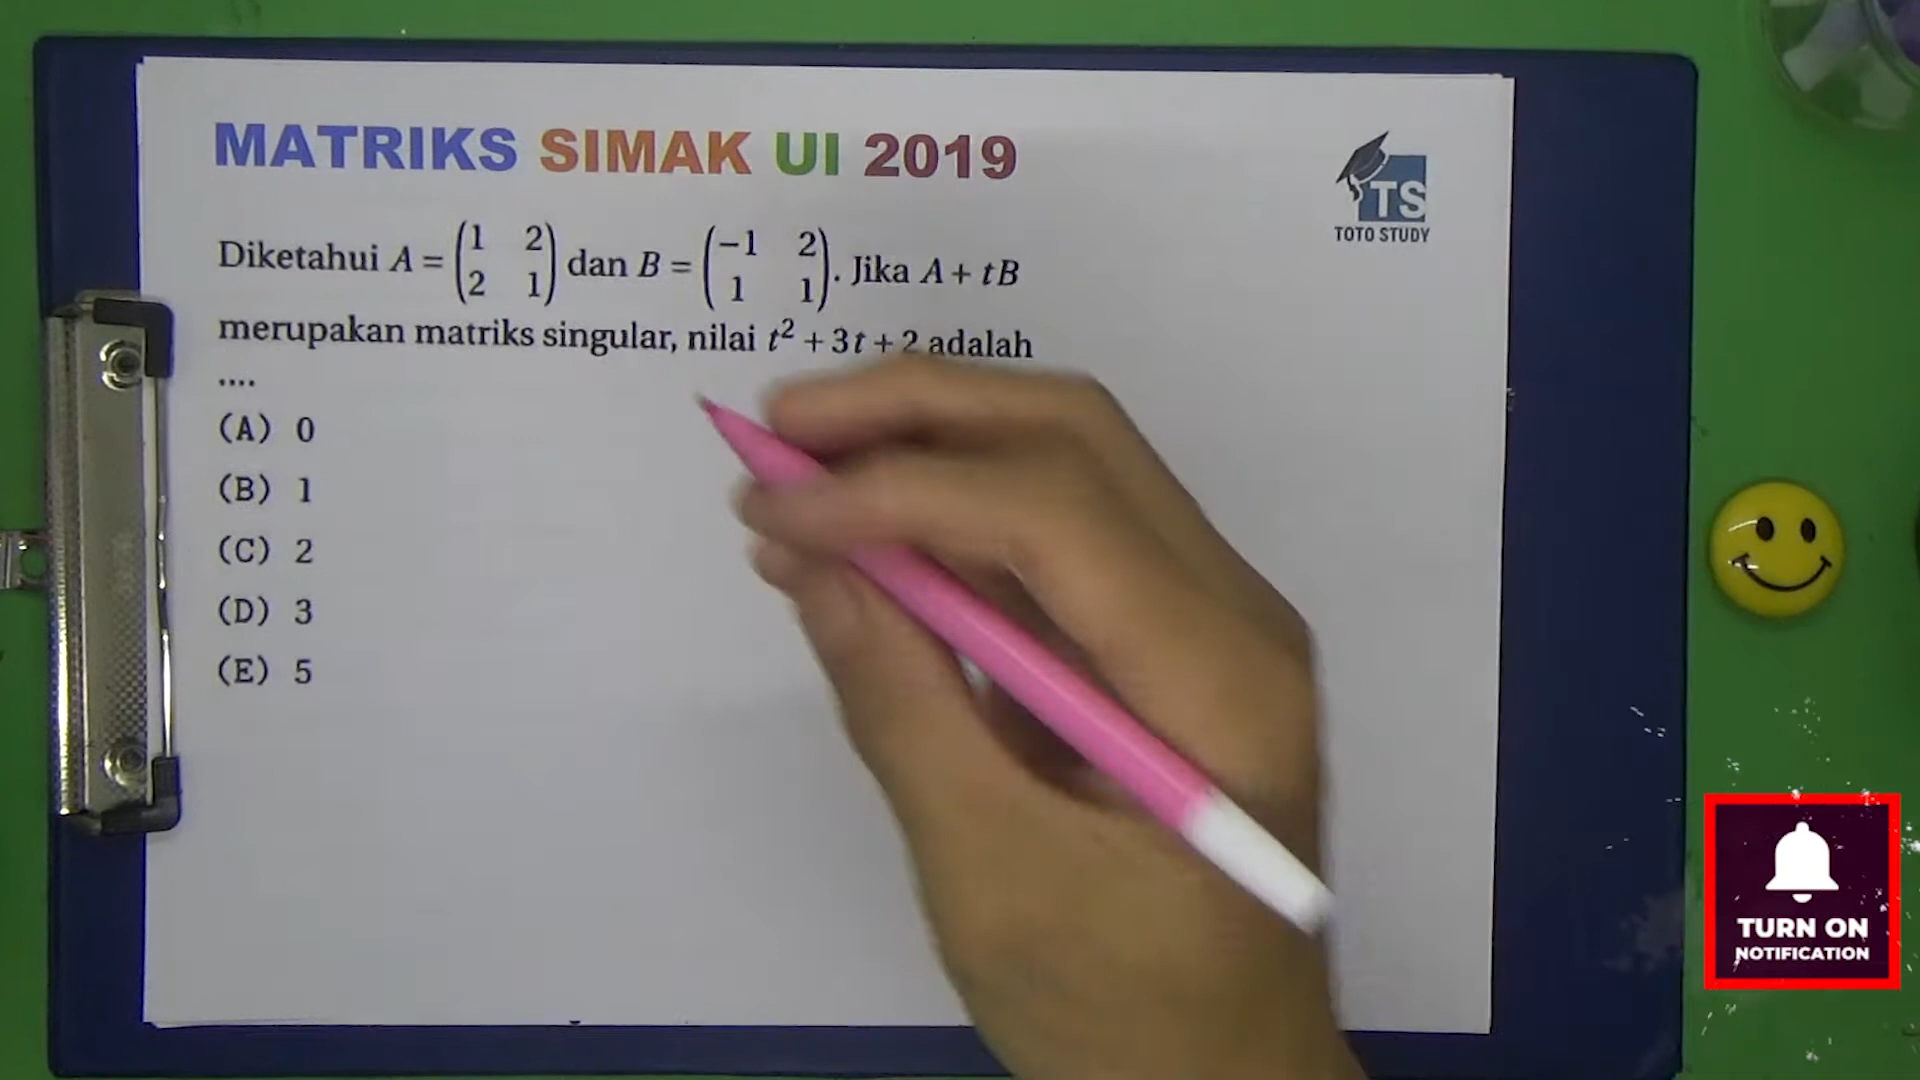 MATRIKS SIMAK UI 2019
TS
TOTO STUDY
Diketahui A = (1 2 2 1) dan B = (−1 2 1 1). Jika A + tB
merupakan matriks singular, nilai t² + 3t + 2 adalah
....
(A) 0
(B) 1
(C) 2
(D) 3
(E) 5
TURN ON
NOTIFICATION